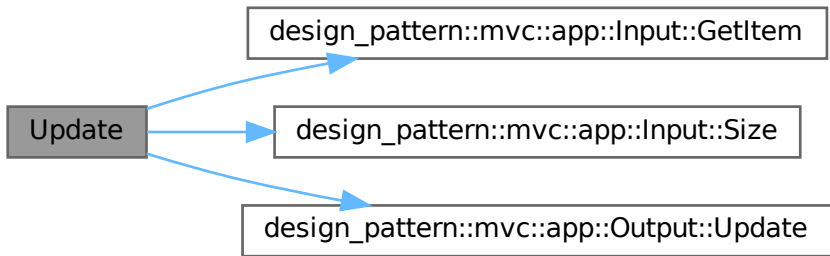 design_pattern::mvc::app::Input::GetItem
Update
design_pattern::mvc::app::Input::Size
design_pattern::mvc::app::Output::Update